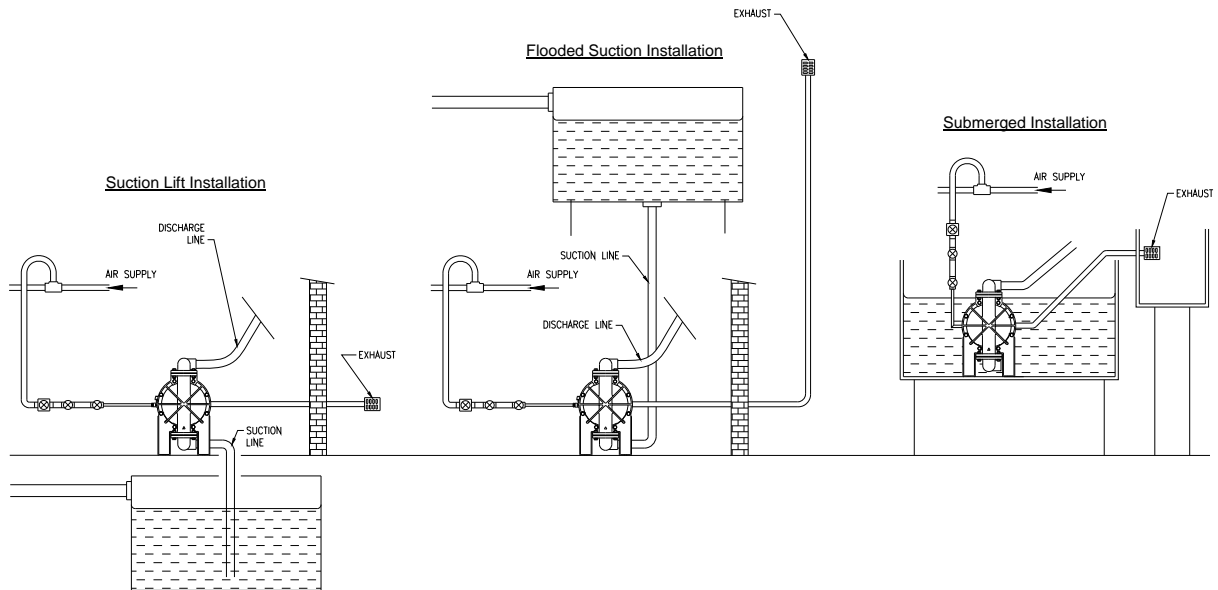 Suction Lift Installation
DISCHARGE
LINE
AIR SUPPLY
EXHAUST
SUCTION
LINE
Flooded Suction Installation
EXHAUST
SUCTION LINE
AIR SUPPLY
DISCHARGE LINE
Submerged Installation
AIR SUPPLY
EXHAUST